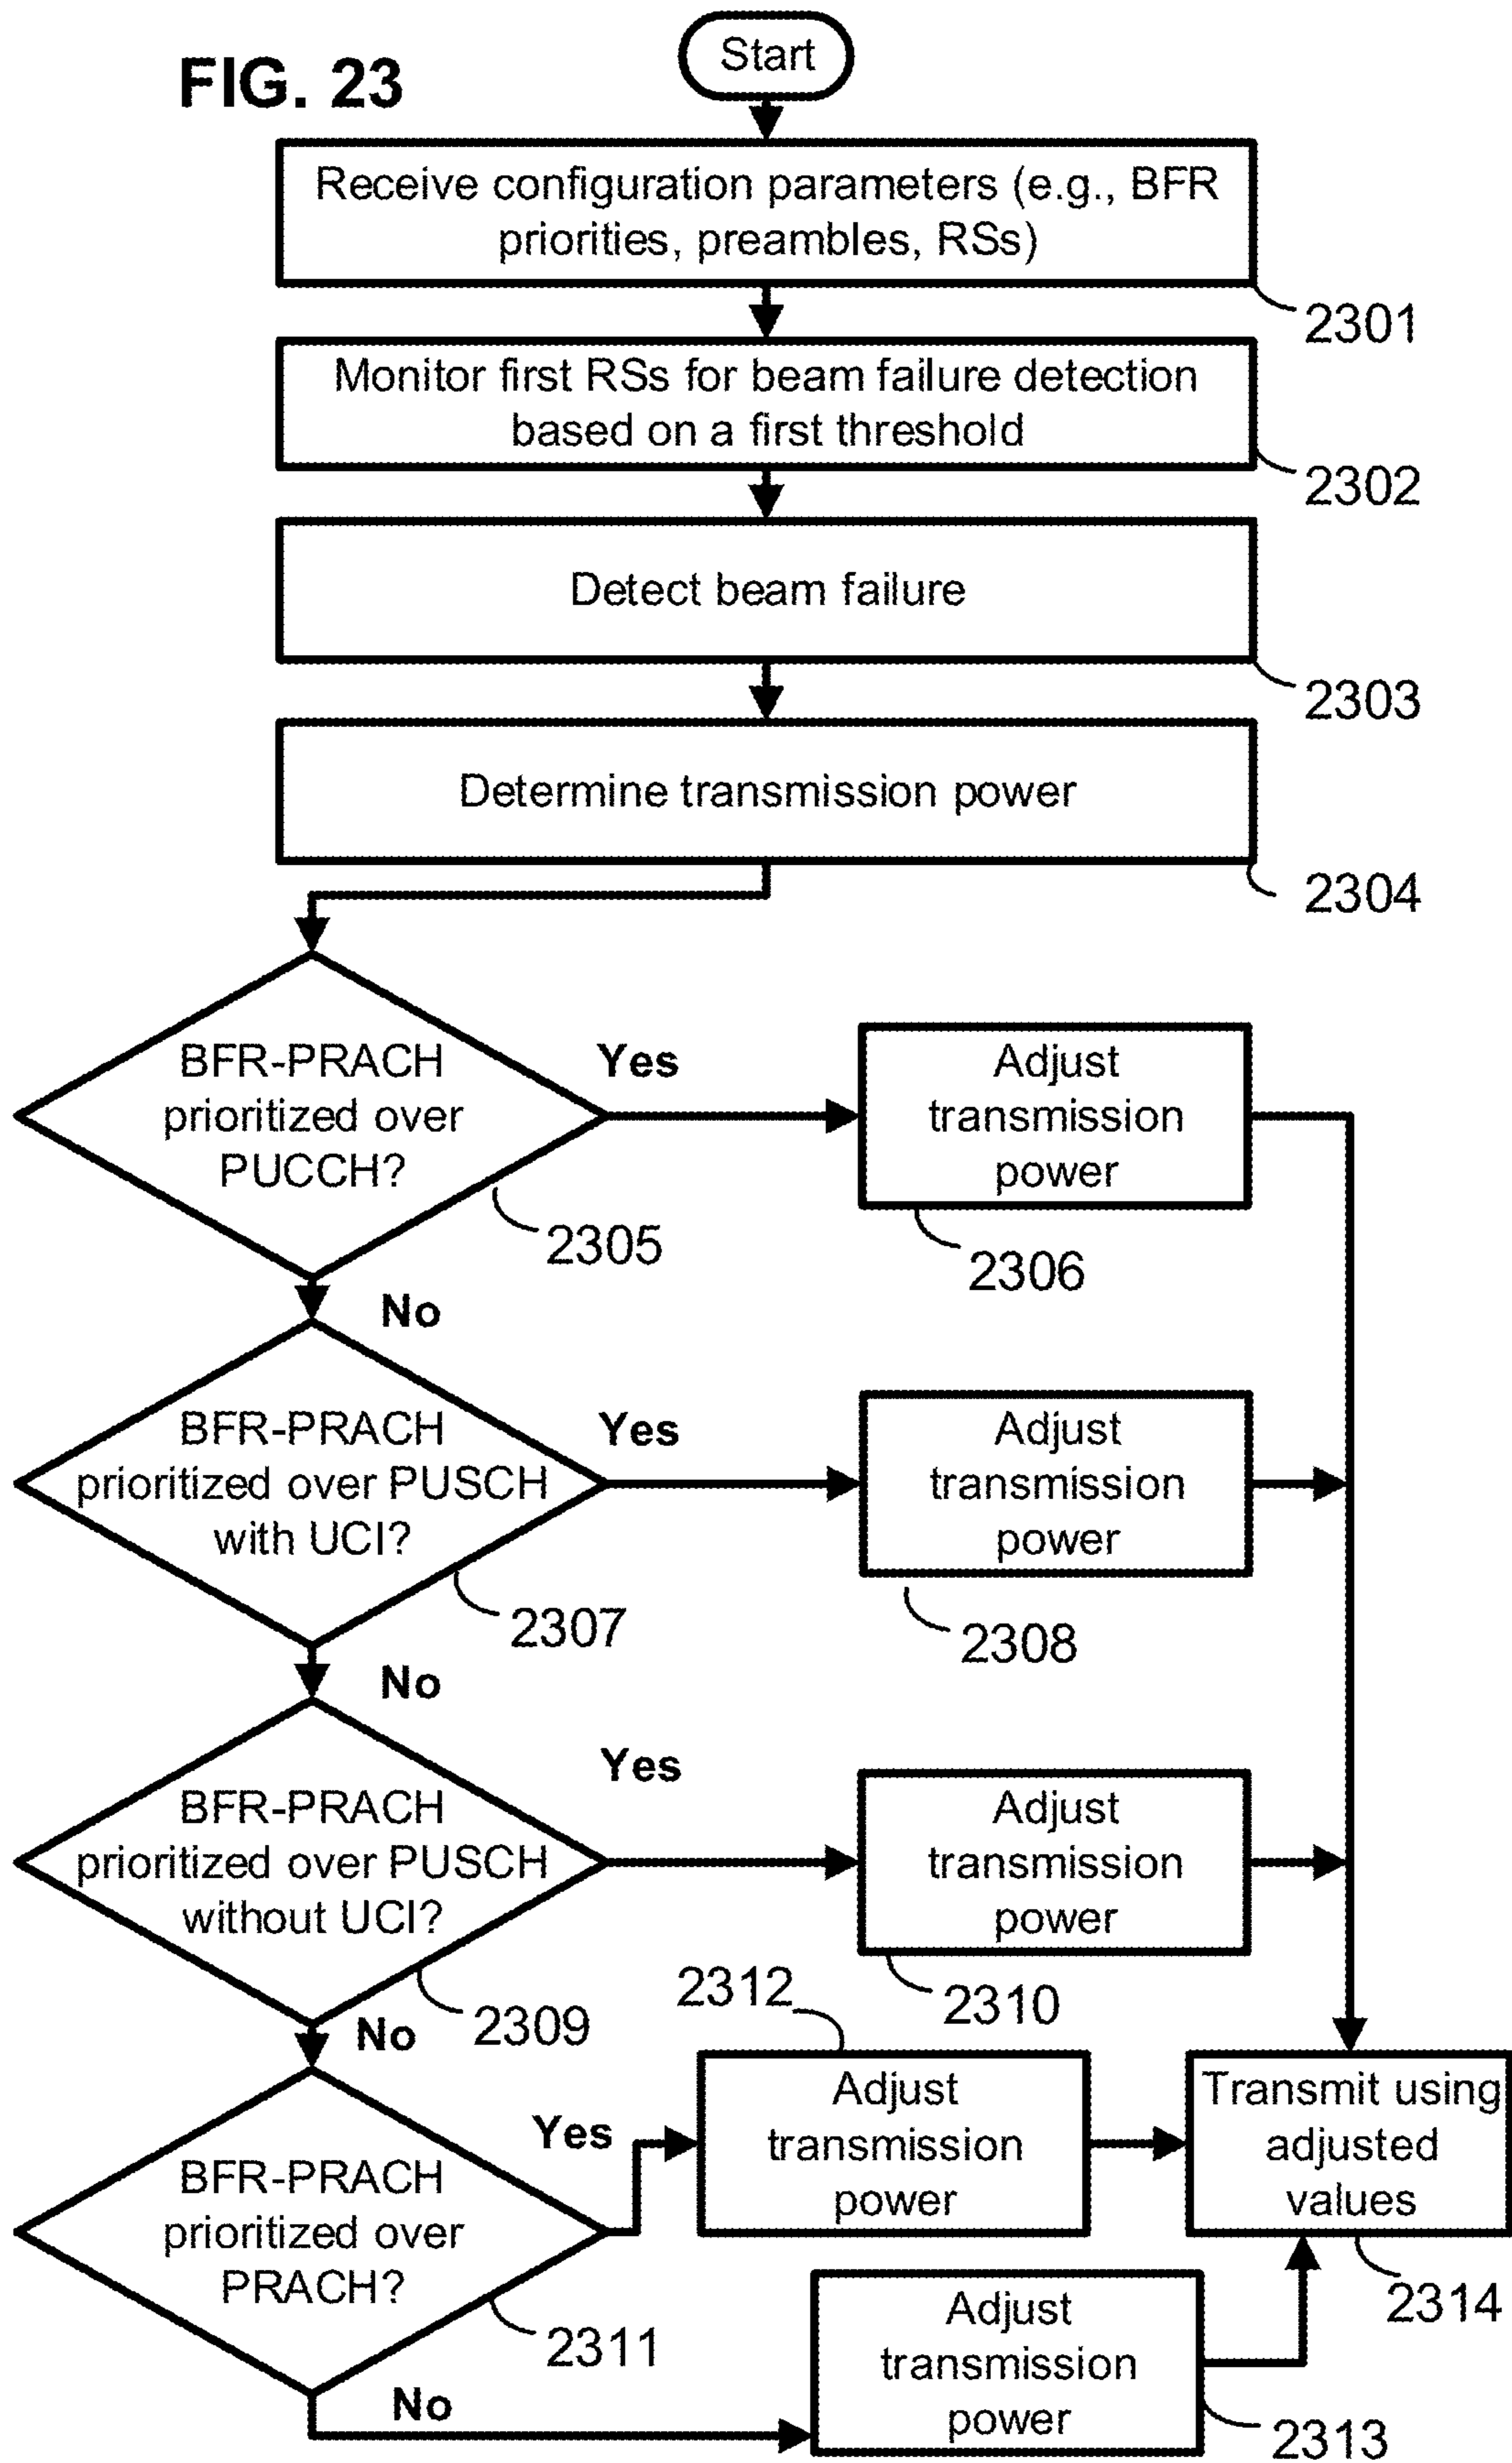 FIG. 23
Start
Receive configuration parameters (e.g., BFR
priorities, preambles, RSs)
2301
Monitor first RSs for beam failure detection
based on a first threshold
2302
Detect beam failure
2303
Determine transmission power
2304
BFR-PRACH
prioritized over
PUCCH?
2305
Yes
Adjust
transmission
power
2306
No
BFR-PRACH
prioritized over PUSCH
with UCI?
2307
Yes
Adjust
transmission
power
2308
No
BFR-PRACH
prioritized over PUSCH
without UCI?
2309
Yes
Adjust
transmission
power
2310
No
BFR-PRACH
prioritized over
PRACH?
2311
Yes
2312
Adjust
transmission
power
Transmit using
adjusted
values
2314
No
Adjust
transmission
power
2313